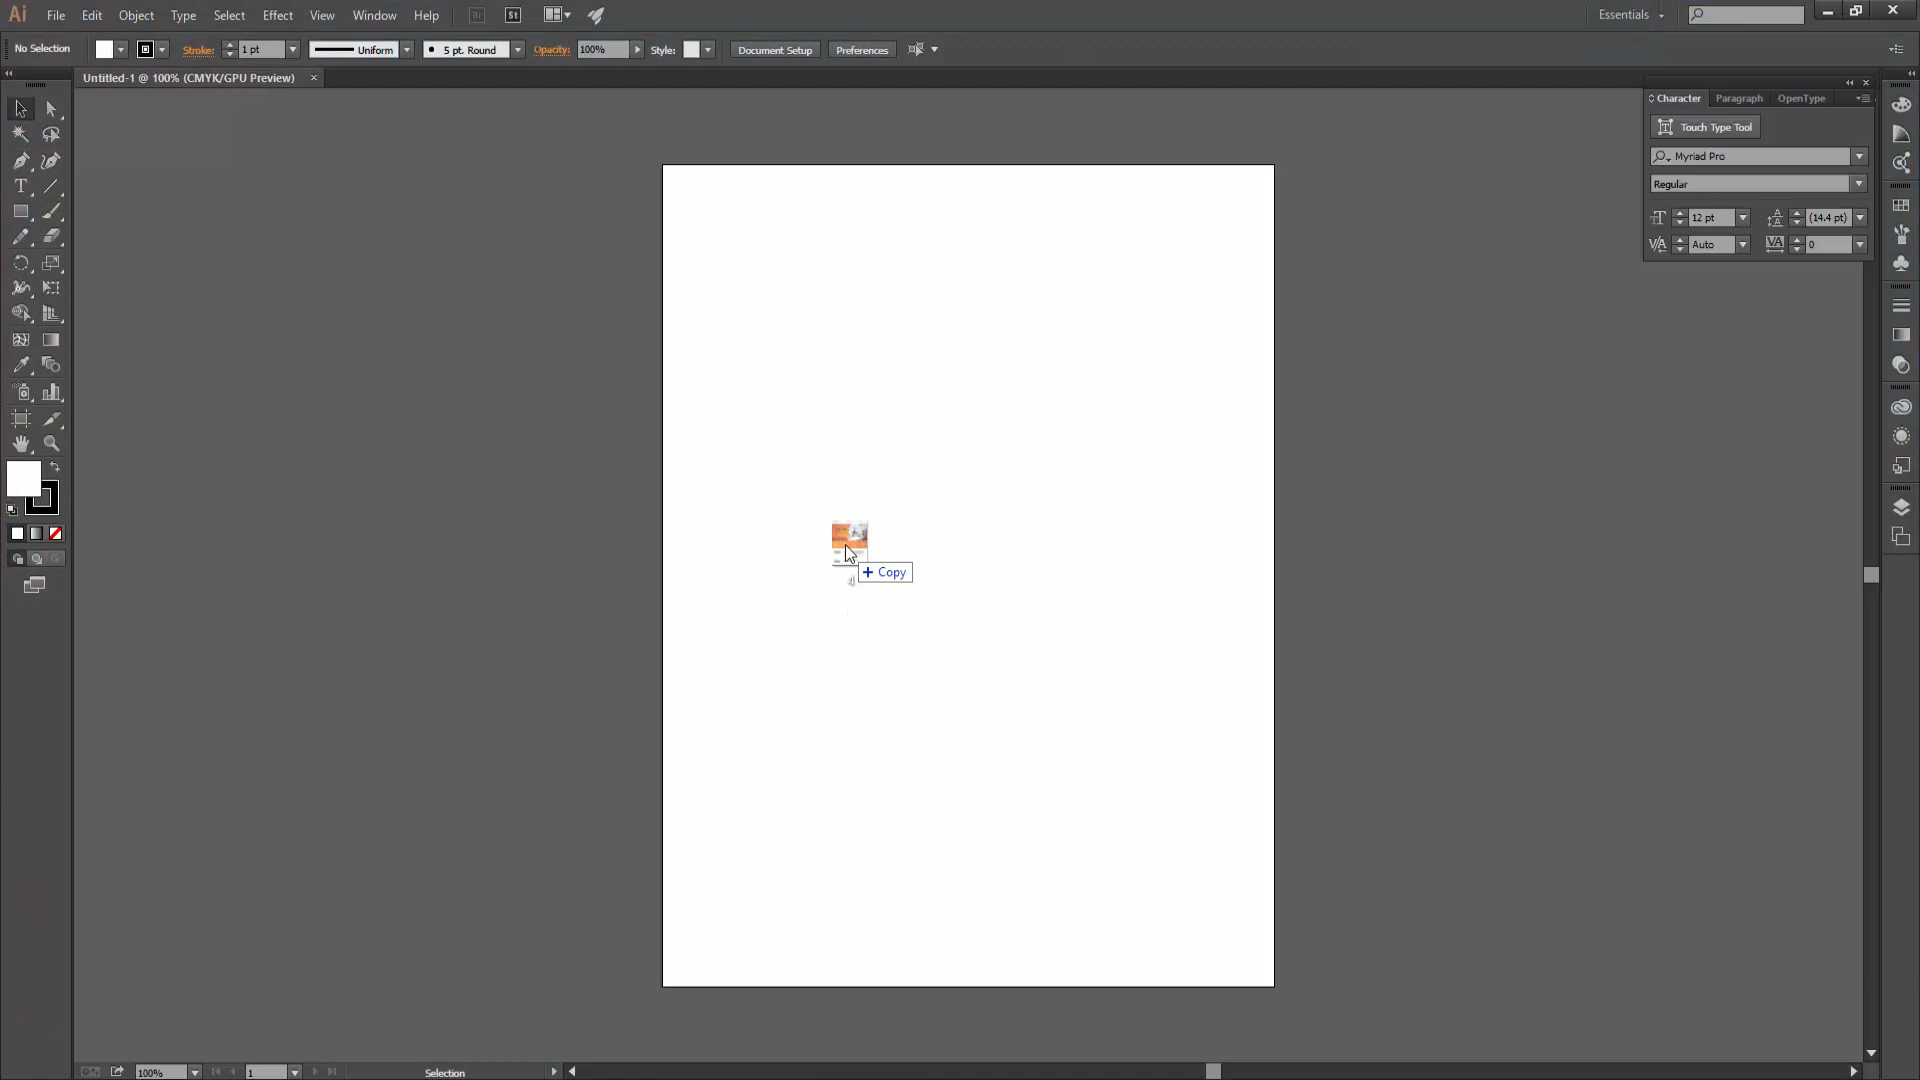 Ai File Edit Object Type Select Effect View Window Help Br St Essentials
No Selection Stroke: 1 pt Uniform 5 pt. Round Opacity: 100% Style: Document Setup Preferences
Untitled-1 @ 100% (CMYK/GPU Preview)
Character Paragraph OpenType
Touch Type Tool
Myriad Pro
Regular
12 pt (14.4 pt)
Auto 0
+ Copy
100% 1 Selection